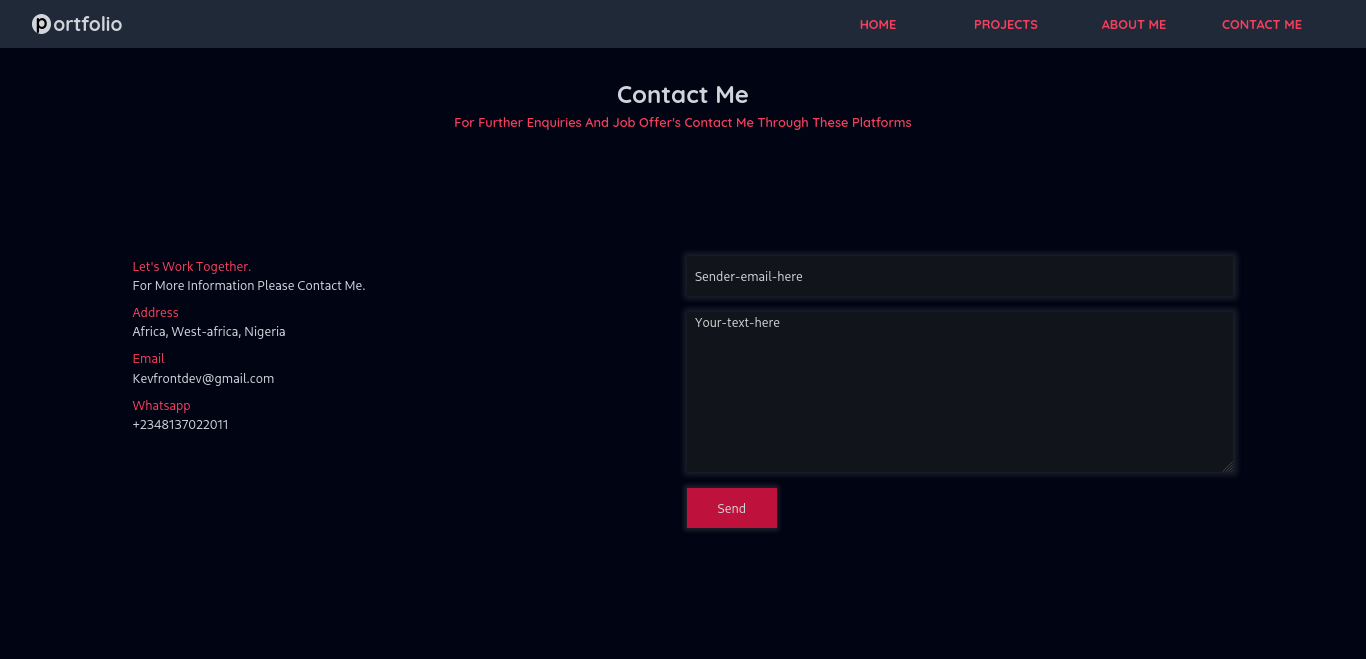 portfolio
HOME PROJECTS ABOUT ME CONTACT ME
Contact Me
For Further Enquiries And Job Offer's Contact Me Through These Platforms
Let's Work Together.
For More Information Please Contact Me.
Address
Africa, West-africa, Nigeria
Email
Kevfrontdev@gmail.com
Whatsapp
+2348137022011
Sender-email-here
Your-text-here
Send